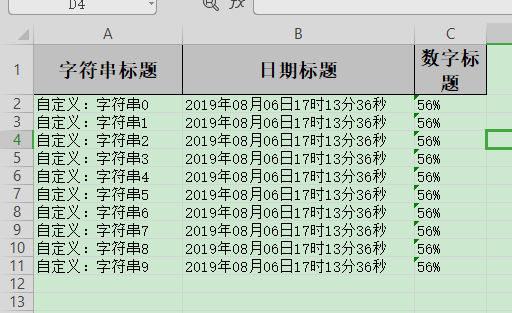 D4
fx
A B C
1 字符串标题 日期标题 数字标题
2 自定义：字符串0 2019年08月06日17时13分36秒 56%
3 自定义：字符串1 2019年08月06日17时13分36秒 56%
4 自定义：字符串2 2019年08月06日17时13分36秒 56%
5 自定义：字符串3 2019年08月06日17时13分36秒 56%
6 自定义：字符串4 2019年08月06日17时13分36秒 56%
7 自定义：字符串5 2019年08月06日17时13分36秒 56%
8 自定义：字符串6 2019年08月06日17时13分36秒 56%
9 自定义：字符串7 2019年08月06日17时13分36秒 56%
10 自定义：字符串8 2019年08月06日17时13分36秒 56%
11 自定义：字符串9 2019年08月06日17时13分36秒 56%
12
13